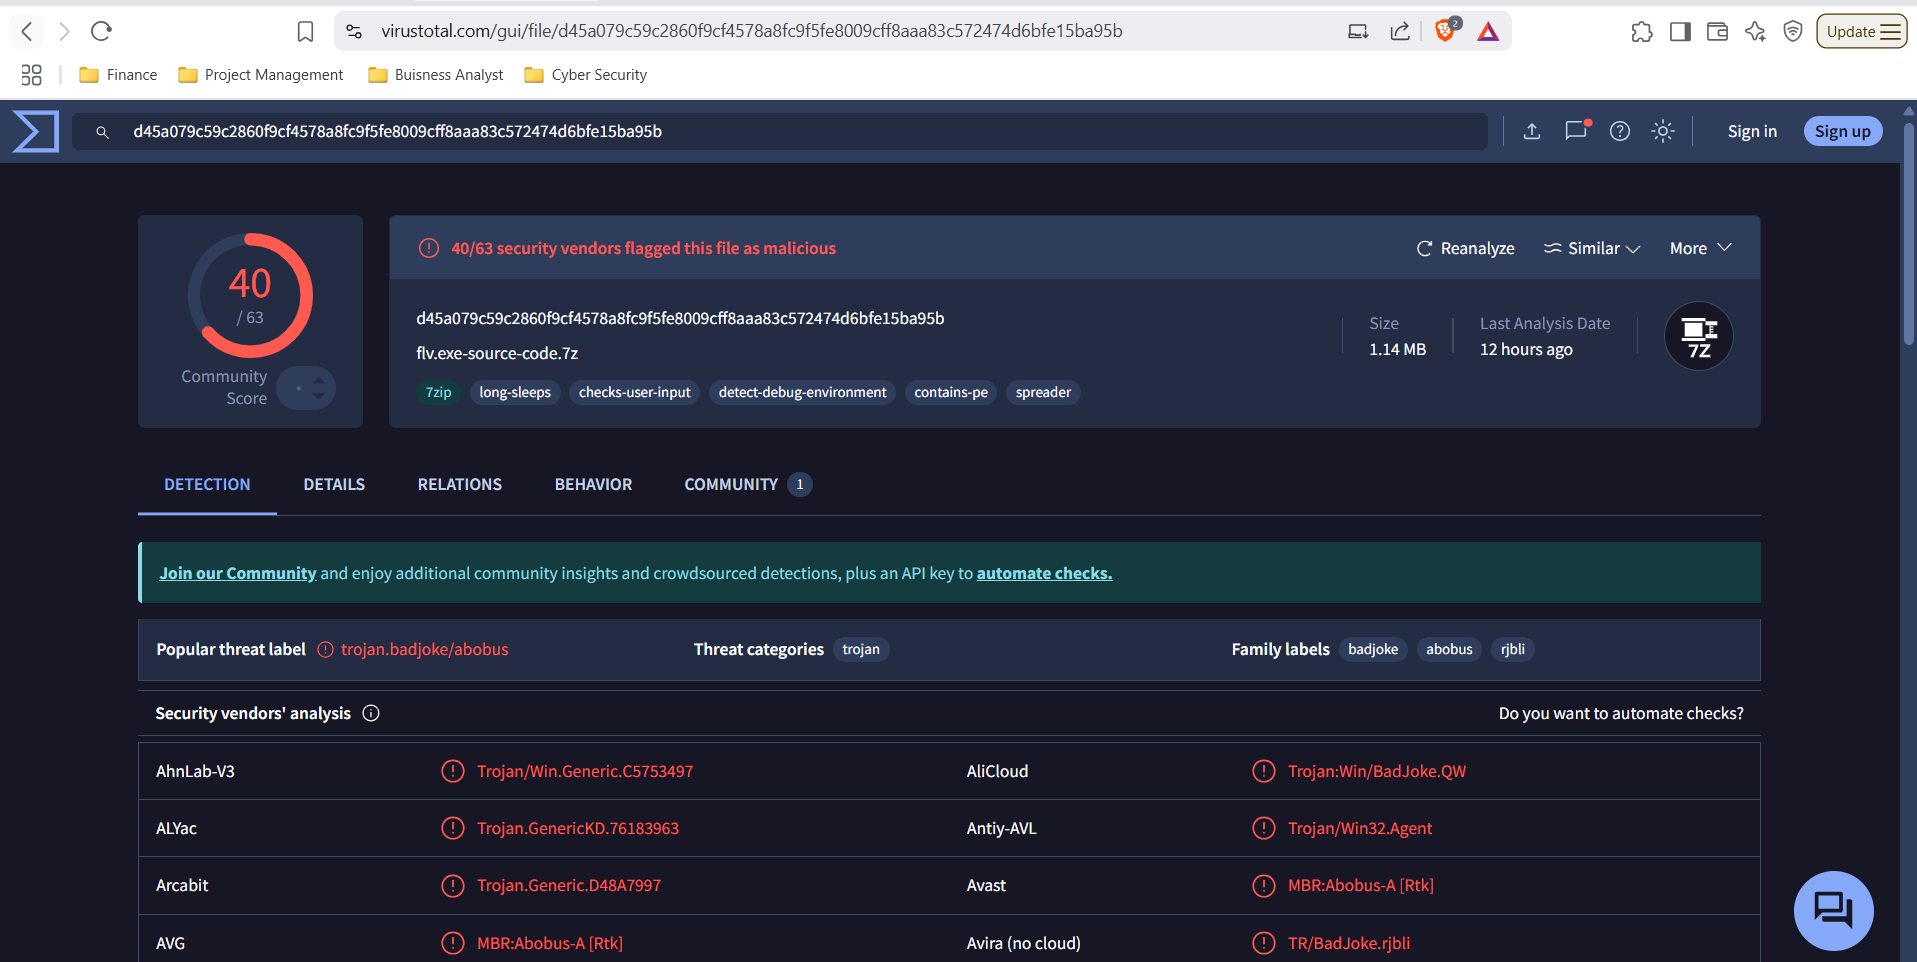 virustotal.com/gui/file/d45a079c59c2860f9cf4578a8fc9f5fe8009cff8aaa83c572474d6bfe15ba95b
2
Update
Finance
Project Management
Buisness Analyst
Cyber Security
d45a079c59c2860f9cf4578a8fc9f5fe8009cff8aaa83c572474d6bfe15ba95b
Sign in
Sign up
40
/ 63
Community
Score
40/63 security vendors flagged this file as malicious
Reanalyze
Similar
More
d45a079c59c2860f9cf4578a8fc9f5fe8009cff8aaa83c572474d6bfe15ba95b
flv.exe-source-code.7z
7zip
long-sleeps
checks-user-input
detect-debug-environment
contains-pe
spreader
Size
1.14 MB
Last Analysis Date
12 hours ago
7Z
DETECTION
DETAILS
RELATIONS
BEHAVIOR
COMMUNITY 1
Join our Community and enjoy additional community insights and crowdsourced detections, plus an API key to automate checks.
Popular threat label trojan.badjoke/abobus
Threat categories trojan
Family labels badjoke abobus rjbli
Security vendors' analysis
Do you want to automate checks?
AhnLab-V3 Trojan/Win.Generic.C5753497
AliCloud Trojan:Win/BadJoke.QW
ALYac Trojan.GenericKD.76183963
Antiy-AVL Trojan/Win32.Agent
Arcabit Trojan.Generic.D48A7997
Avast MBR:Abobus-A [Rtk]
AVG MBR:Abobus-A [Rtk]
Avira (no cloud) TR/BadJoke.rjbli